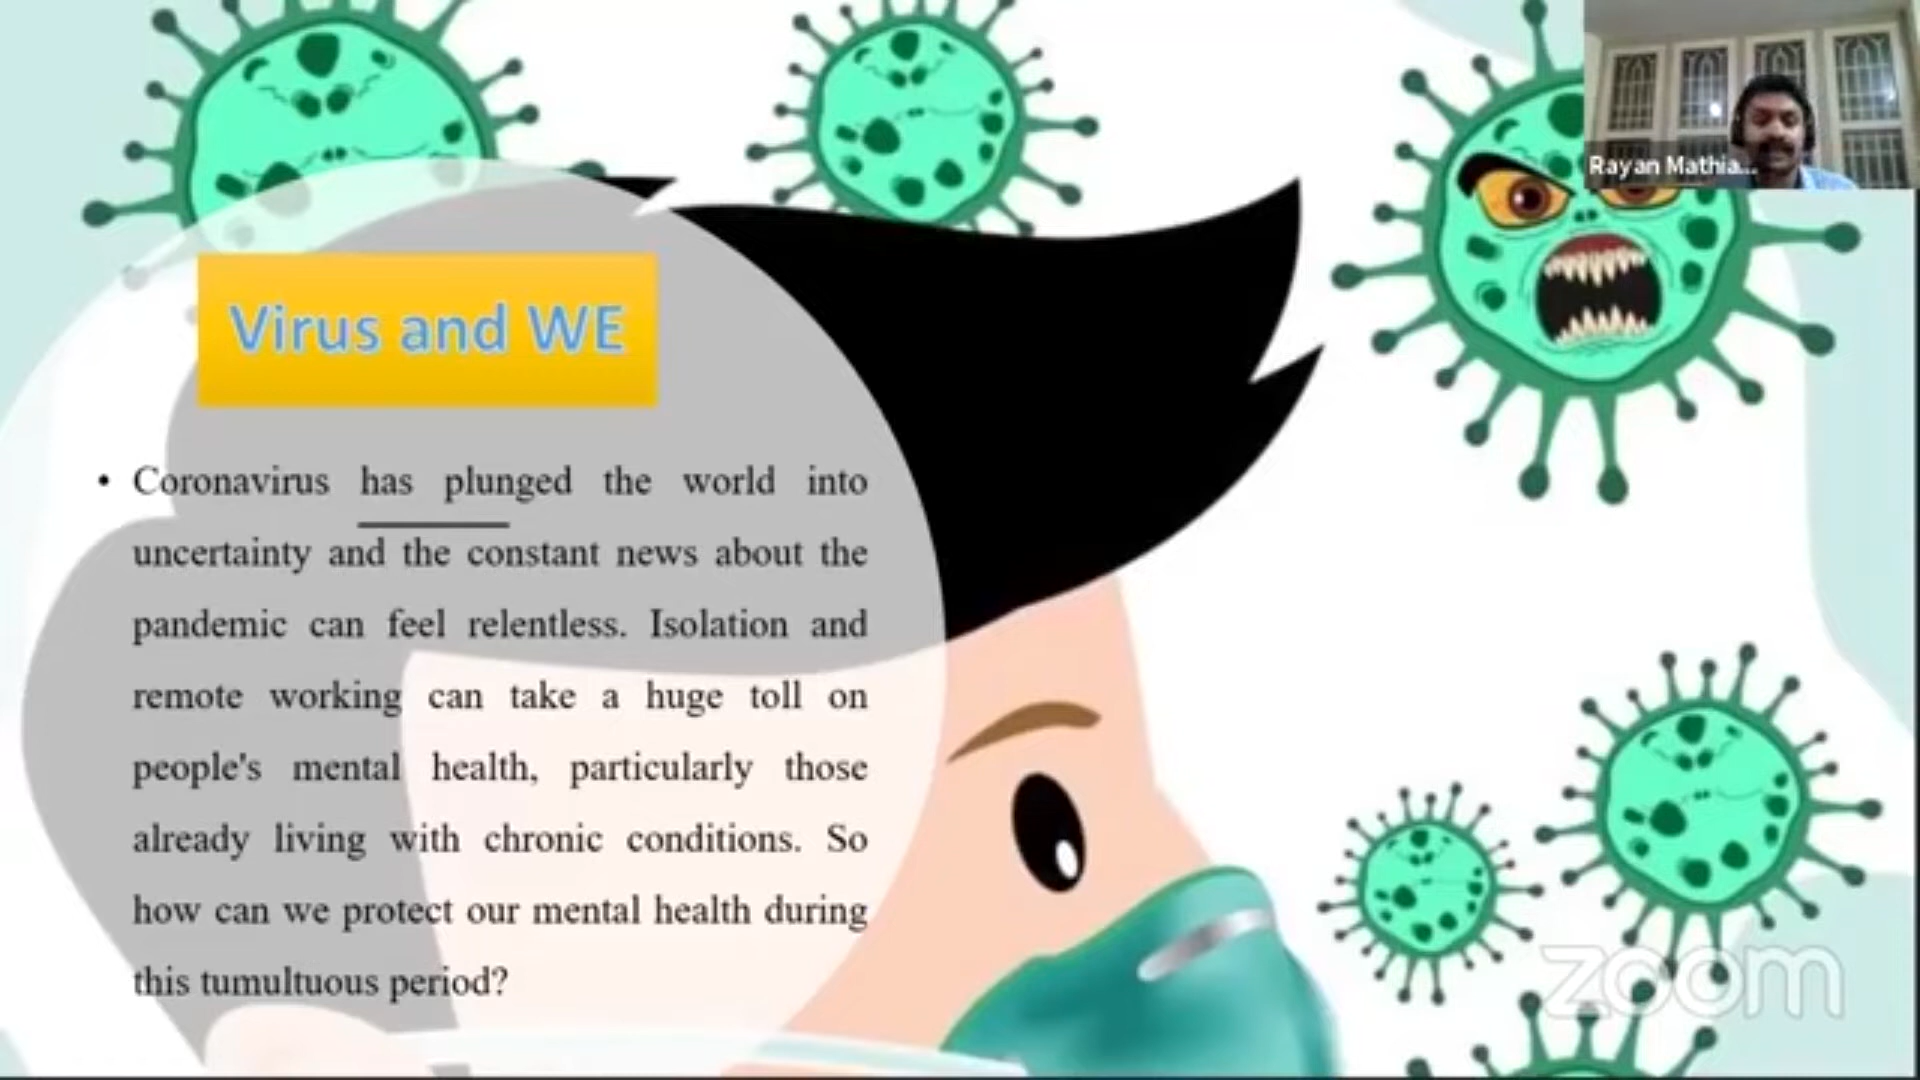 Rayan Mathia...
Virus and WE
• Coronavirus has plunged the world into
uncertainty and the constant news about the
pandemic can feel relentless. Isolation and
remote working can take a huge toll on
people's mental health, particularly those
already living with chronic conditions. So
how can we protect our mental health during
this tumultuous period?
zoom